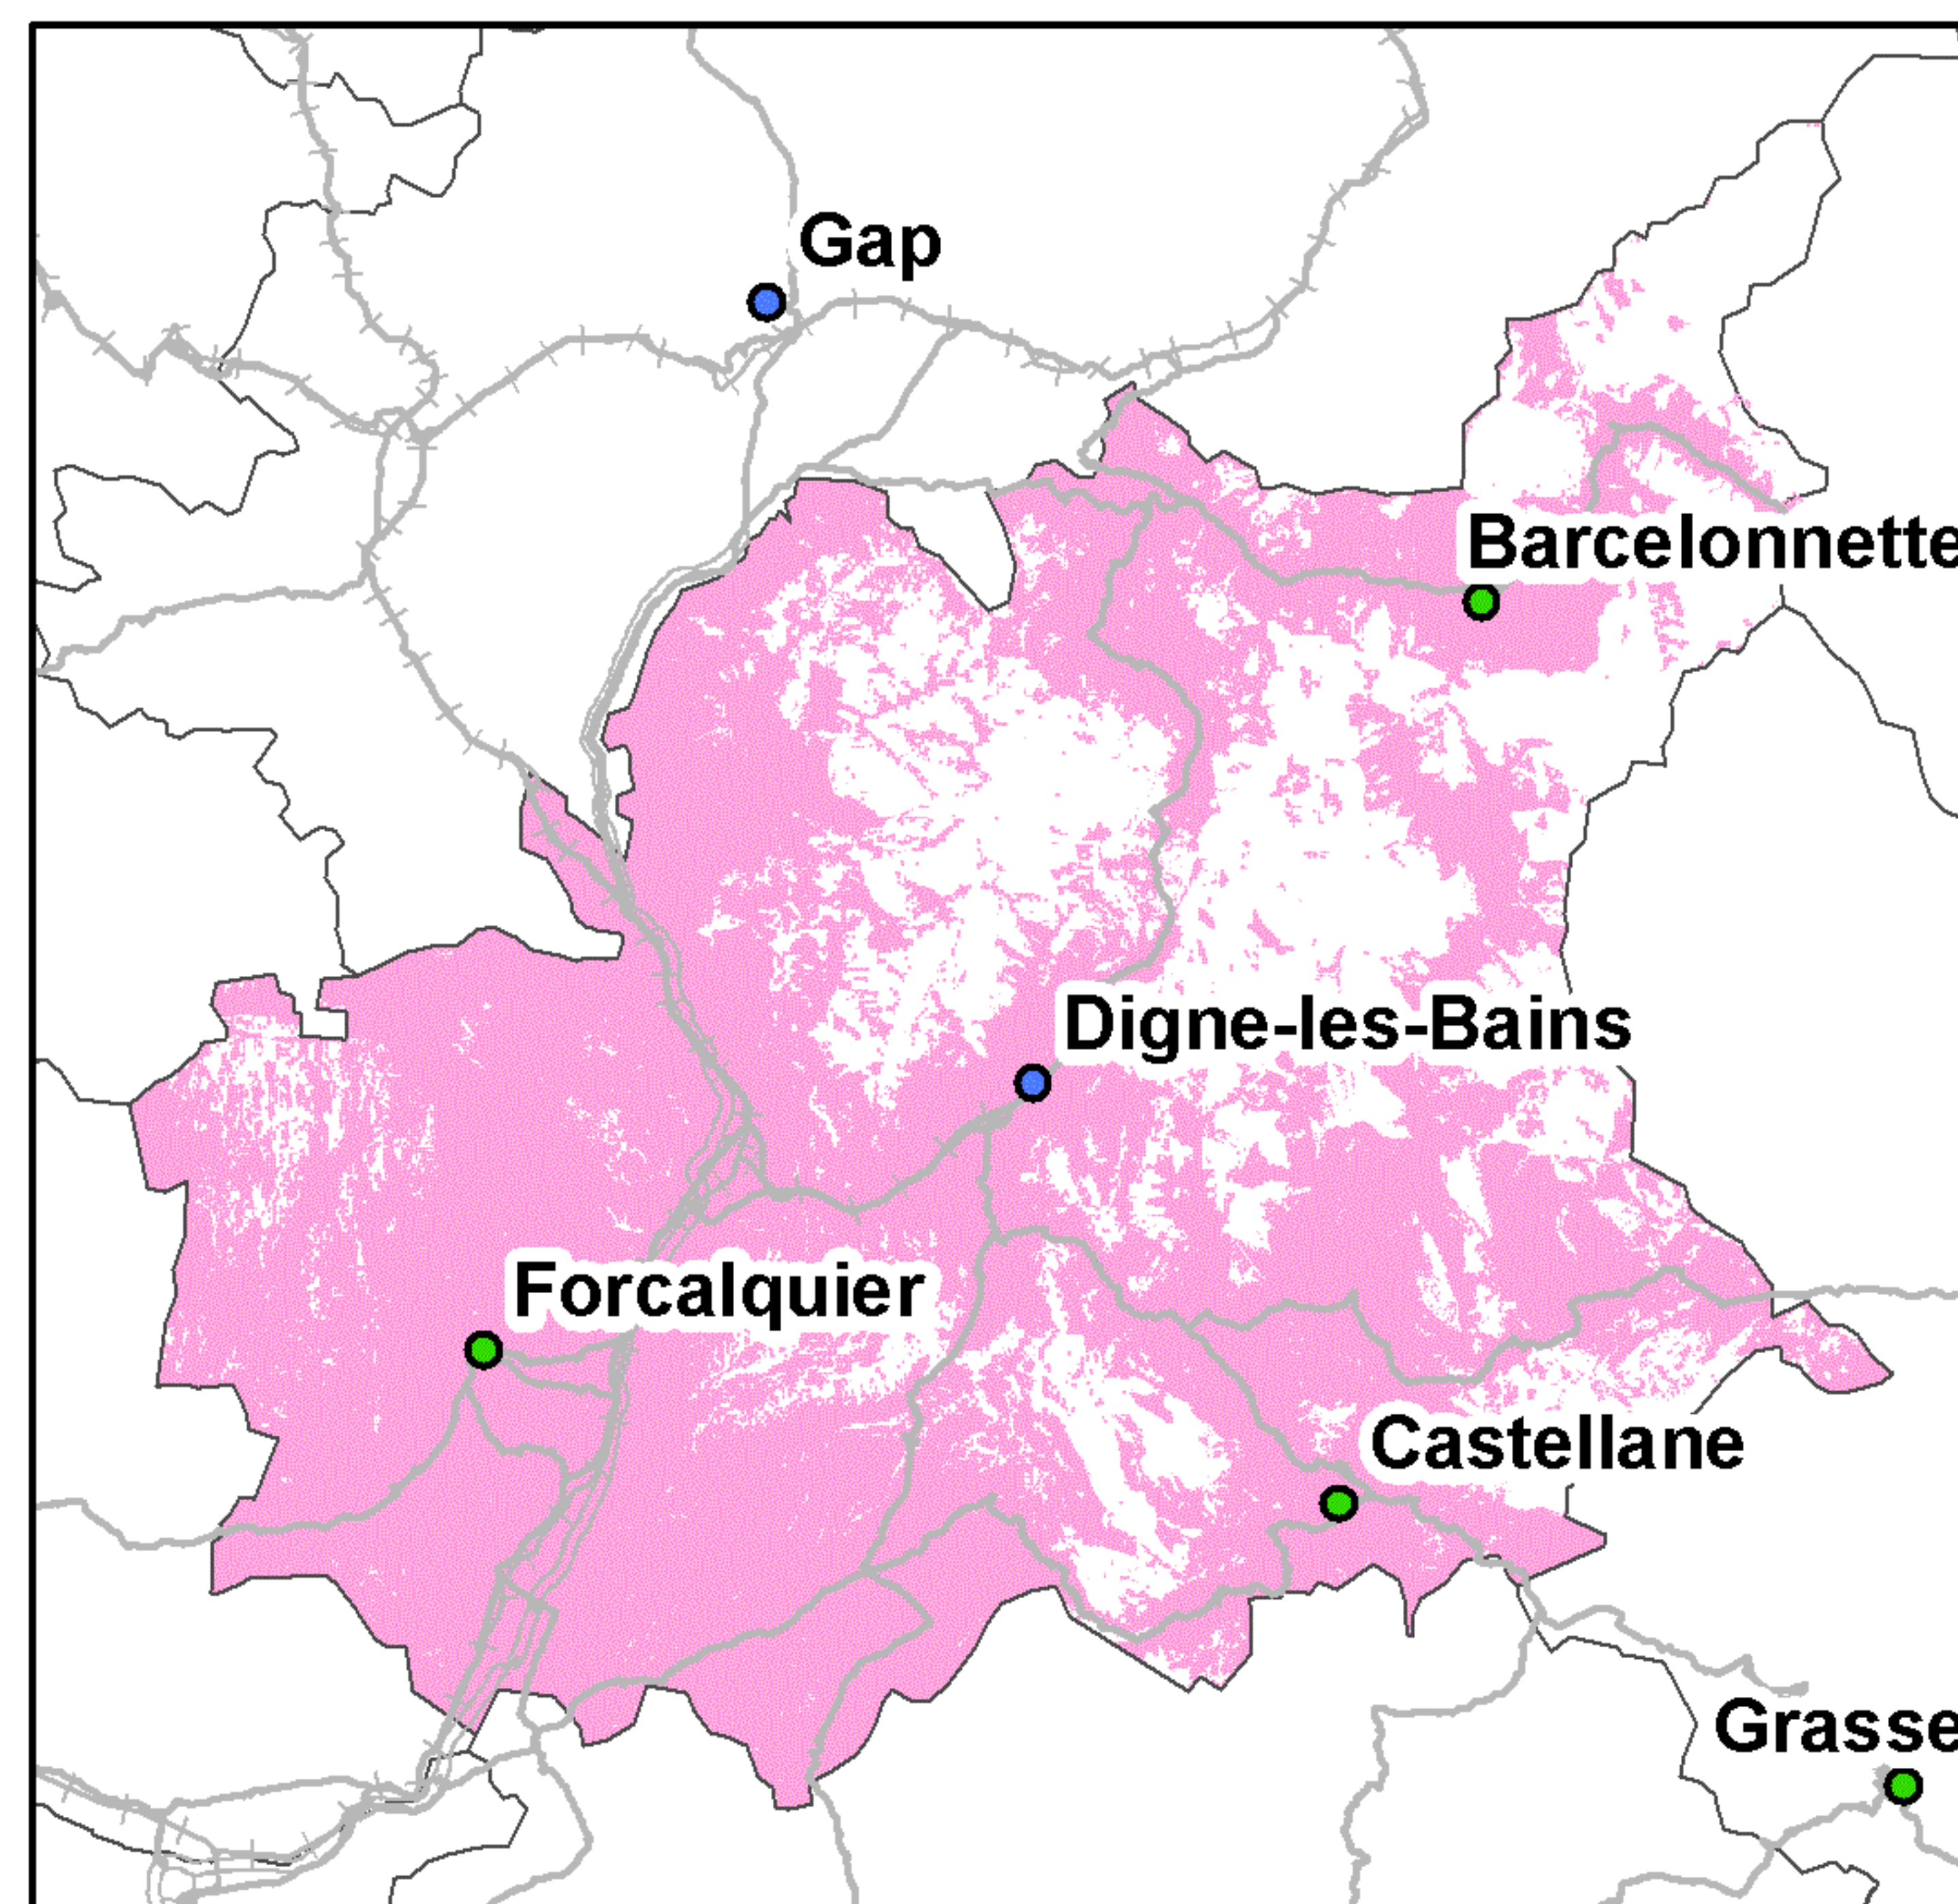 Gap
Barcelonnette
Digne-les-Bains
Forcalquier
Castellane
Grasse